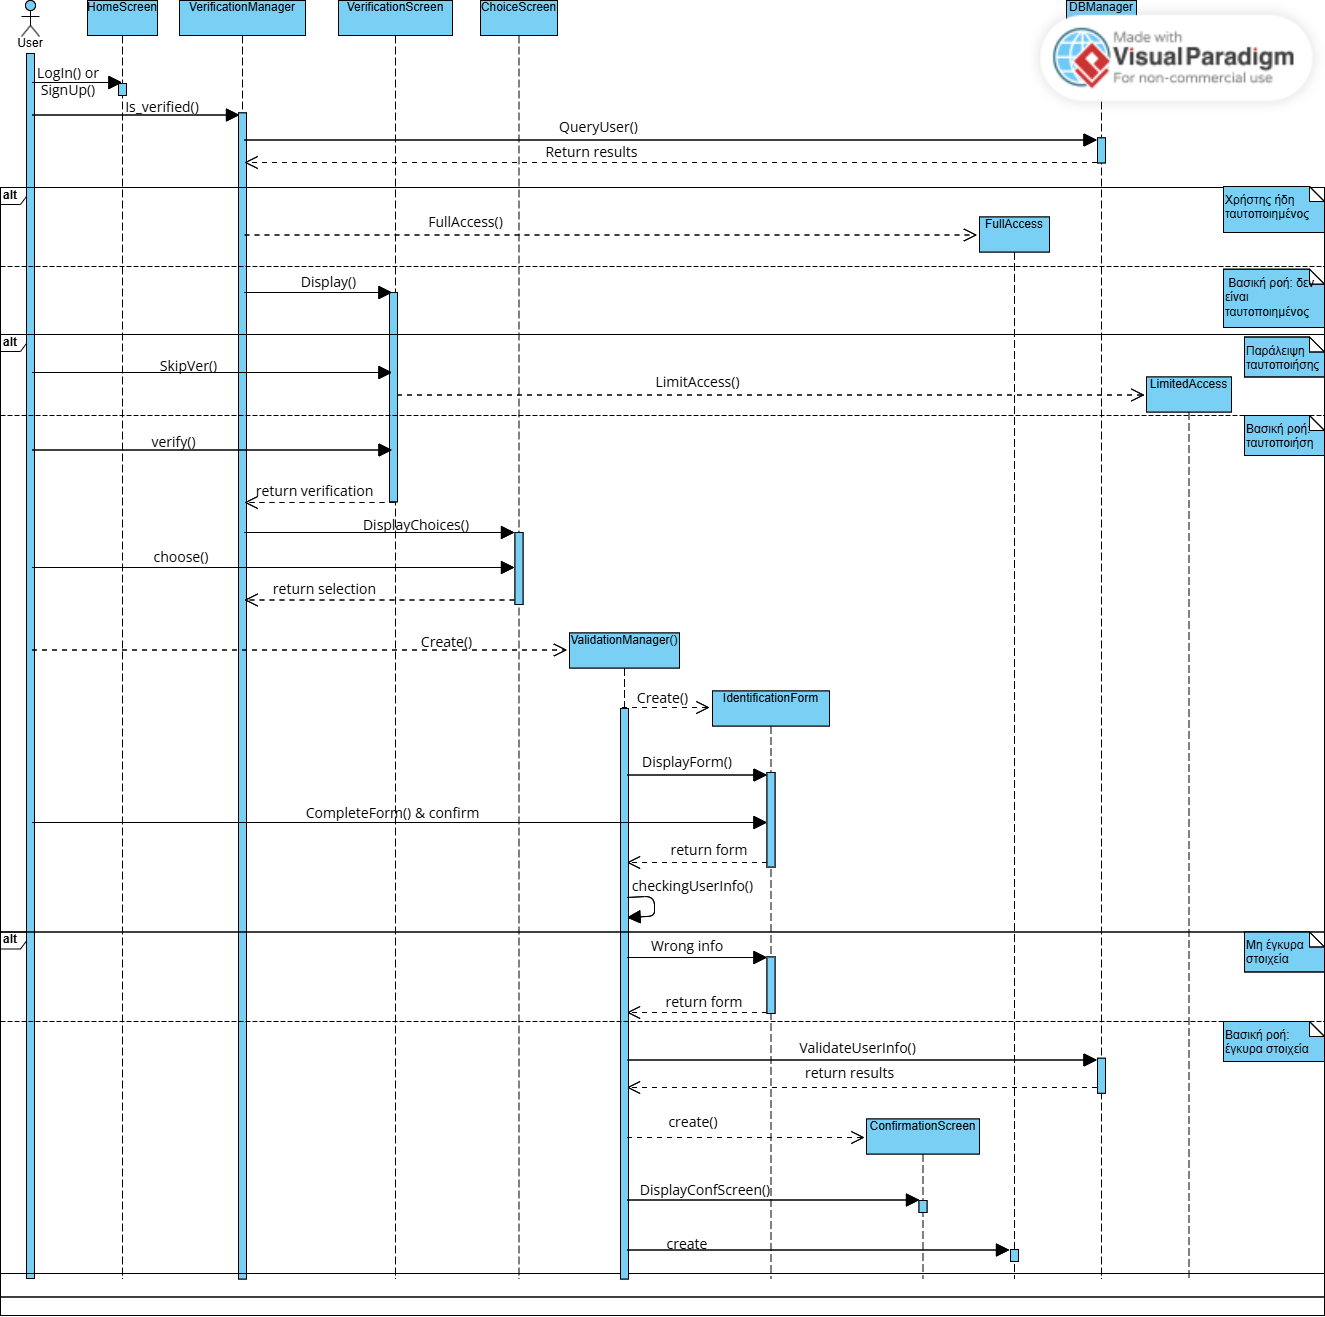 HomeScreen
VerificationManager
VerificationScreen
ChoiceScreen
DBManager
Made with
Visual Paradigm
For non-commercial use
User
LogIn() or
SignUp()
Is_verified()
QueryUser()
Return results
alt
Χρήστης ήδη
ταυτοποιημένος
FullAccess()
FullAccess
Display()
Βασική ροή: δεν
είναι
ταυτοποιημένος
alt
Παράλειψη
ταυτοποιήσης
SkipVer()
LimitAccess()
LimitedAccess
Βασική ροή:
ταυτοποιήση
verify()
return verification
DisplayChoices()
choose()
return selection
Create()
ValidationManager()
Create()
IdentificationForm
DisplayForm()
CompleteForm() & confirm
return form
checkingUserInfo()
alt
Μη έγκυρα
στοιχεία
Wrong info
return form
Βασική ροή:
έγκυρα στοιχεία
ValidateUserInfo()
return results
create()
ConfirmationScreen
DisplayConfScreen()
create